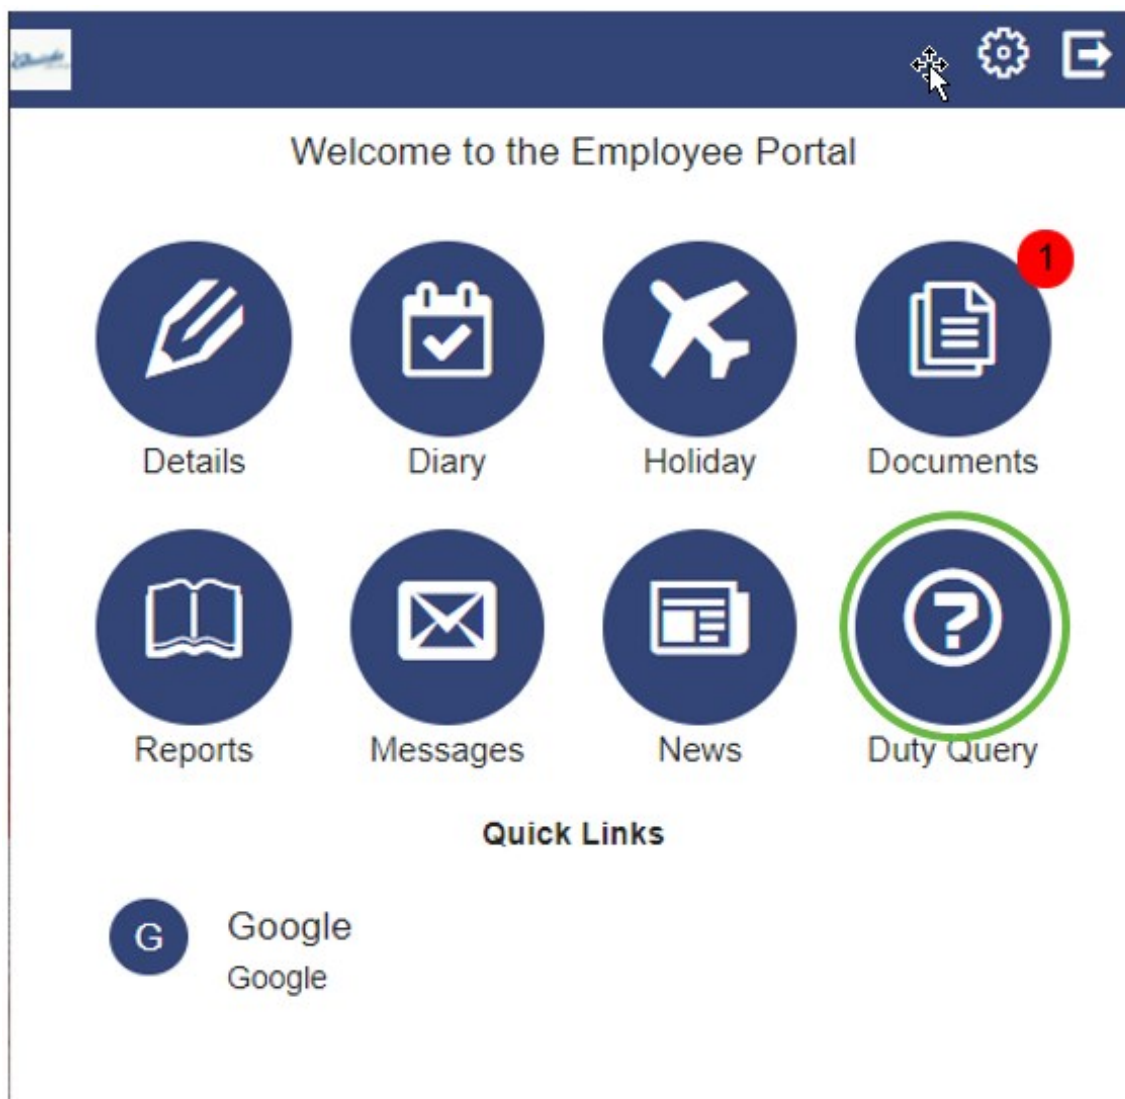 Welcome to the Employee Portal
1
Details Diary Holiday Documents
Reports Messages News Duty Query
Quick Links
G Google
Google